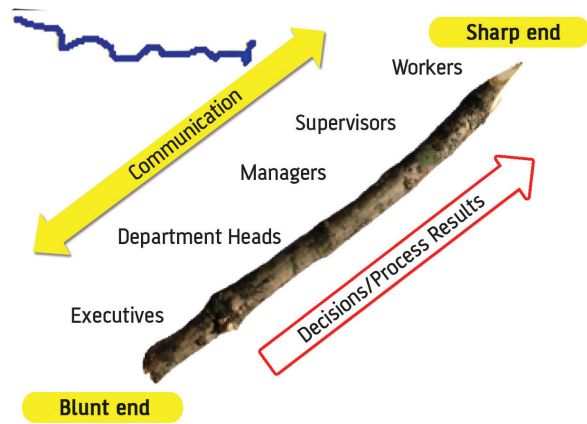 Sharp end
Workers
Communication
Supervisors
Managers
Department Heads
Decisions/Process Results
Executives
Blunt end